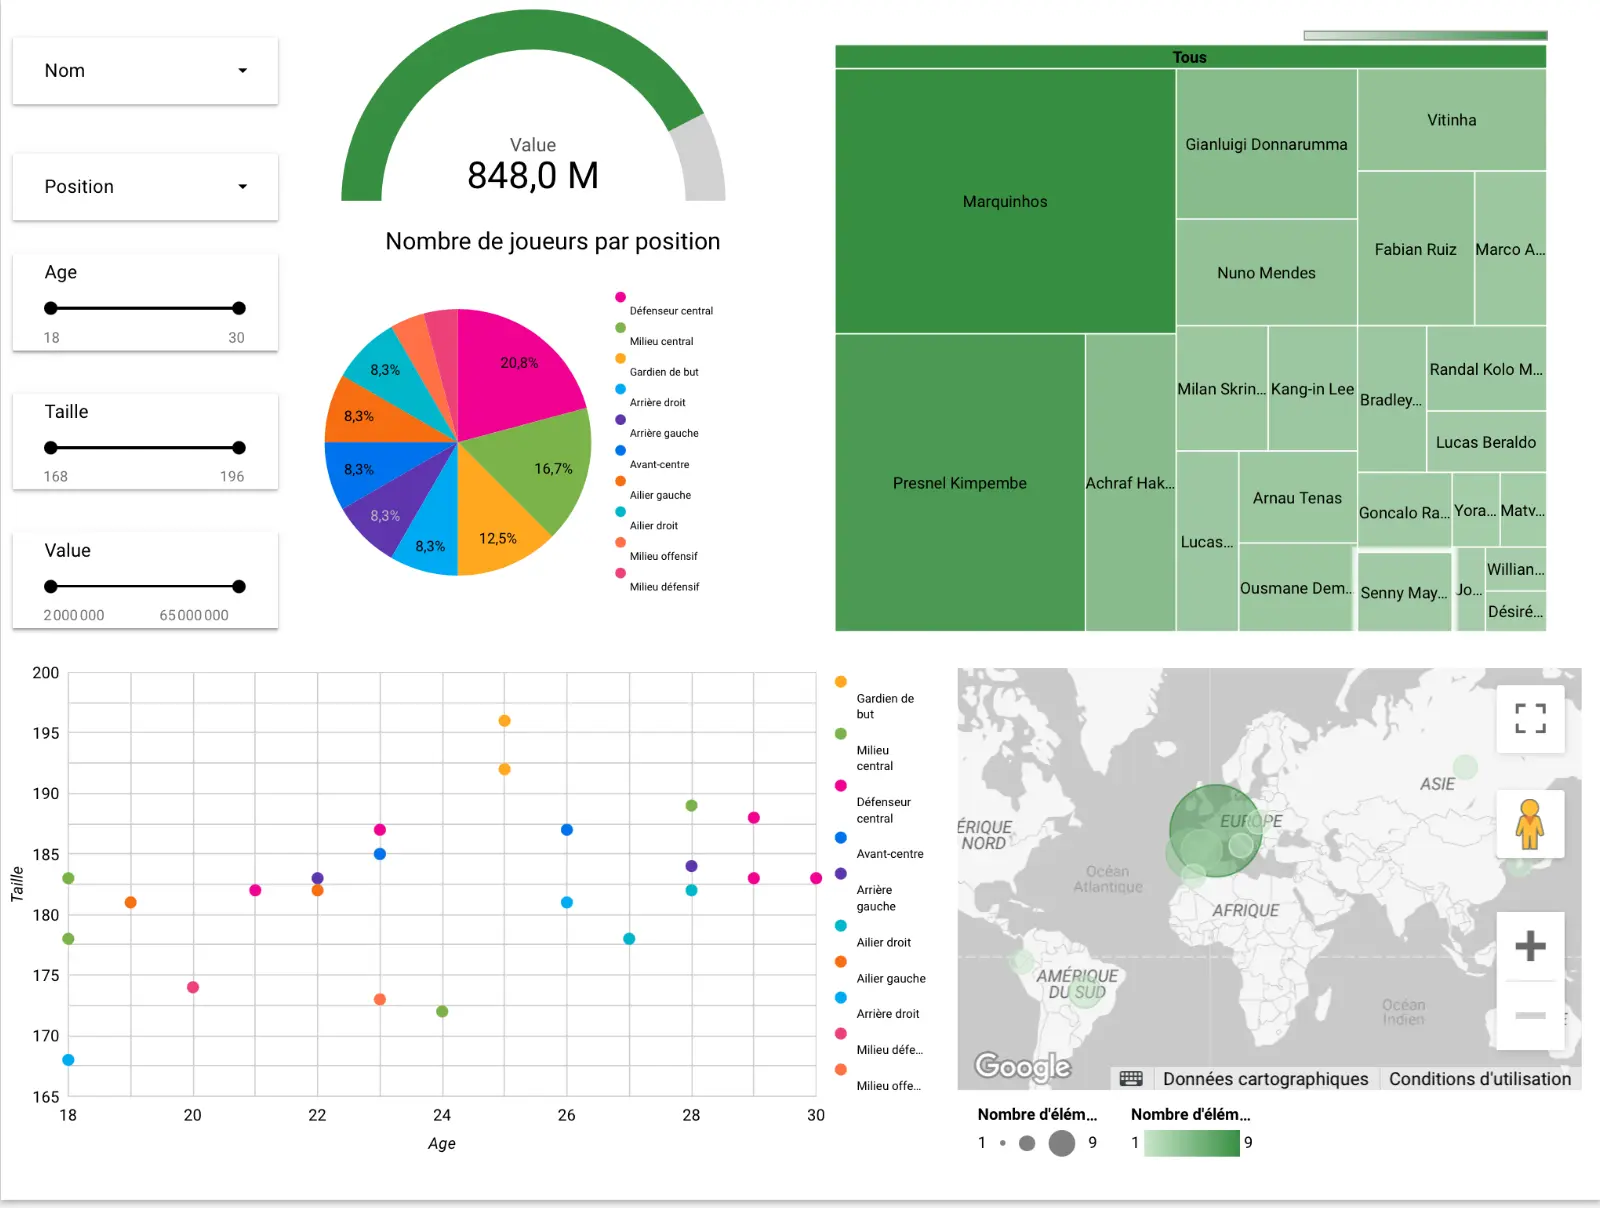 Nom
Position
Age
18 30
Taille
168 196
Value
2000000 65000000
Value
848,0 M
Nombre de joueurs par position
20,8%
16,7%
12,5%
8,3%
8,3%
8,3%
8,3%
8,3%
Défenseur central
Milieu central
Gardien de but
Arrière droit
Arrière gauche
Avant-centre
Ailier gauche
Ailier droit
Milieu offensif
Milieu défensif
Tous
Marquinhos
Presnel Kimpembe
Achraf Hak...
Gianluigi Donnarumma
Nuno Mendes
Vitinha
Fabian Ruiz
Marco A...
Milan Skrin...
Kang-in Lee
Bradley...
Randal Kolo M...
Lucas Beraldo
Lucas...
Arnau Tenas
Ousmane Dem...
Goncalo Ra...
Yora...
Matv...
Senny May...
Jo...
Willian...
Désiré...
200
195
190
185
180
175
170
165
Taille
18 20 22 24 26 28 30
Age
Gardien de
but
Milieu
central
Défenseur
central
Avant-centre
Arrière
gauche
Ailier droit
Ailier gauche
Arrière droit
Milieu défe...
Milieu offe...
ASIE
EUROPE
ÉRIQUE
NORD
Océan
Atlantique
AFRIQUE
AMÉRIQUE
DU SUD
Océan
Indien
E
Google
Données cartographiques
Conditions d'utilisation
Nombre d'élém...
1 9
Nombre d'élém...
1 9